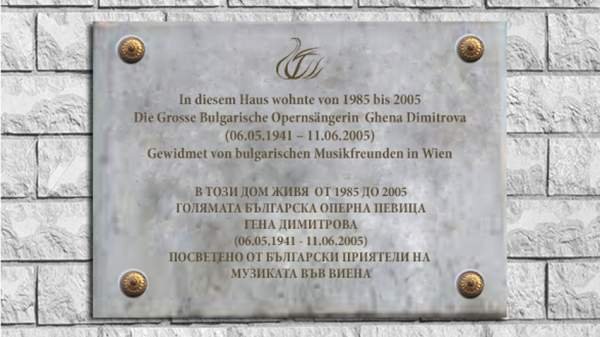 In diesem Haus wohnte von 1985 bis 2005
Die Grosse Bulgarische Opernsängerin Ghena Dimitrova
(06.05.1941 – 11.06.2005)
Gewidmet von bulgarischen Musikfreunden in Wien
В ТОЗИ ДОМ ЖИВЯ ОТ 1985 ДО 2005
ГОЛЯМАТА БЪЛГАРСКА ОПЕРНА ПЕВИЦА
ГЕНА ДИМИТРОВА
(06.05.1941 - 11.06.2005)
ПОСВЕТЕНО ОТ БЪЛГАРСКИ ПРИЯТЕЛИ НА
МУЗИКАТА ВЪВ ВИЕНА